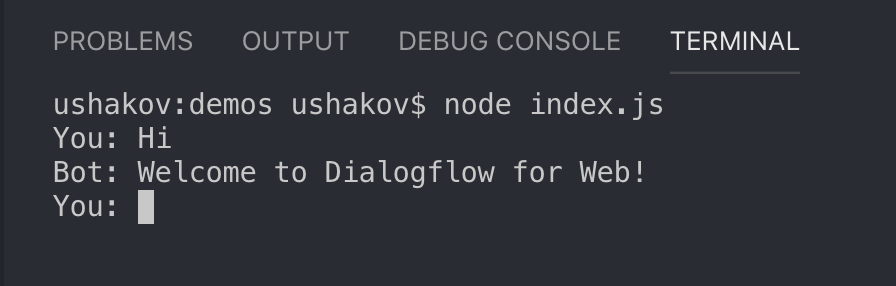 PROBLEMS OUTPUT DEBUG CONSOLE TERMINAL
ushakov:demos ushakov$ node index.js
You: Hi
Bot: Welcome to Dialogflow for Web!
You: